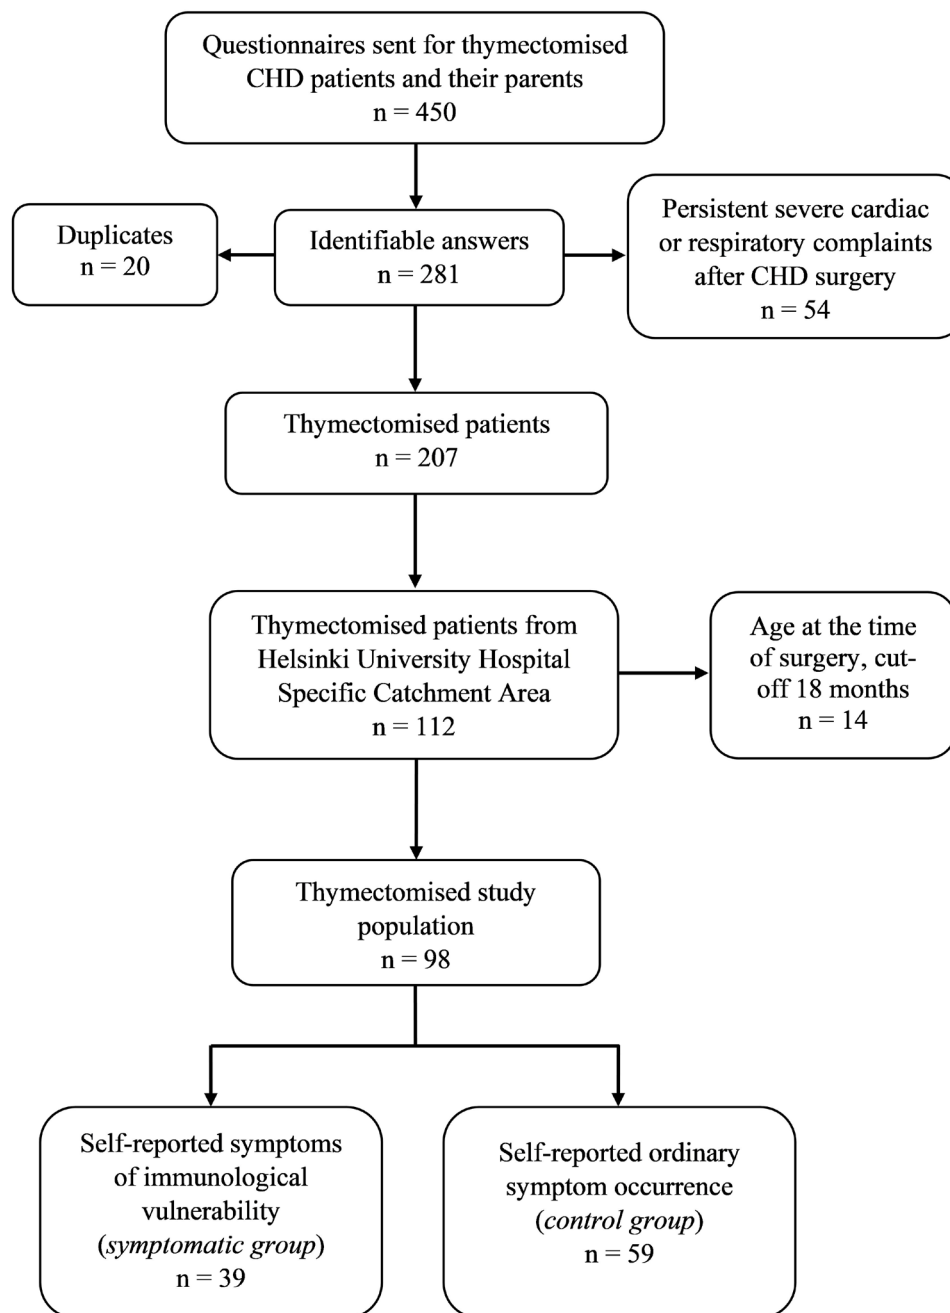 Questionnaires sent for thymectomised
CHD patients and their parents
n = 450
Duplicates
n = 20
Identifiable answers
n = 281
Persistent severe cardiac
or respiratory complaints
after CHD surgery
n = 54
Thymectomised patients
n = 207
Thymectomised patients from
Helsinki University Hospital
Specific Catchment Area
n = 112
Age at the time
of surgery, cut-
off 18 months
n = 14
Thymectomised study
population
n = 98
Self-reported symptoms
of immunological
vulnerability
(symptomatic group)
n = 39
Self-reported ordinary
symptom occurrence
(control group)
n = 59